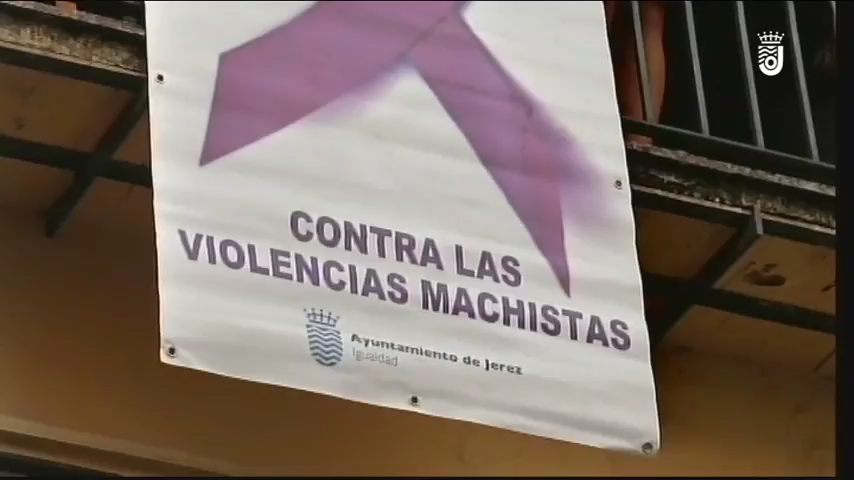 CONTRA LAS
VIOLENCIAS MACHISTAS
Ayuntamiento de Jerez
Igualdad